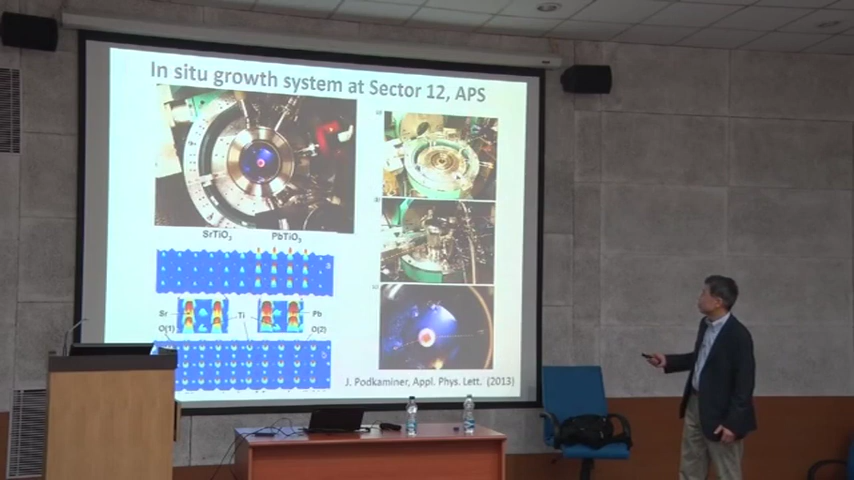 In situ growth system at Sector 12, APS
SrTiO3 PbTiO3
Sr Ti Pb
O(1) O(2)
J. Podkaminer, Appl. Phys. Lett. (2013)